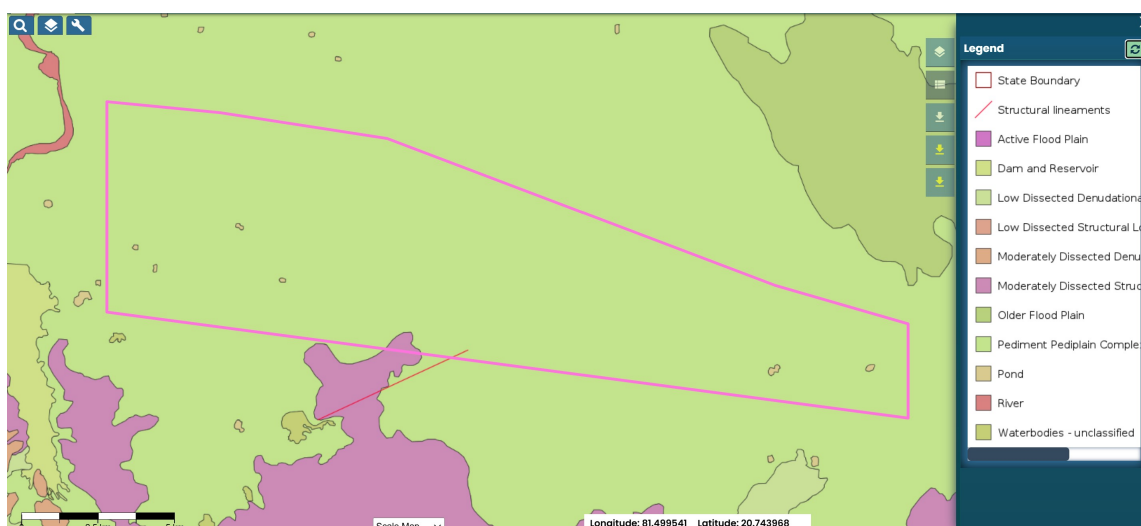 Legend
State Boundary
Structural lineaments
Active Flood Plain
Dam and Reservoir
Low Dissected Denudationa
Low Dissected Structural Lo
Moderately Dissected Denu
Moderately Dissected Struc
Older Flood Plain
Pediment Pediplain Comple
Pond
River
Waterbodies - unclassified
Scale Map
Longitude: 81.499541 Latitude: 20.743968